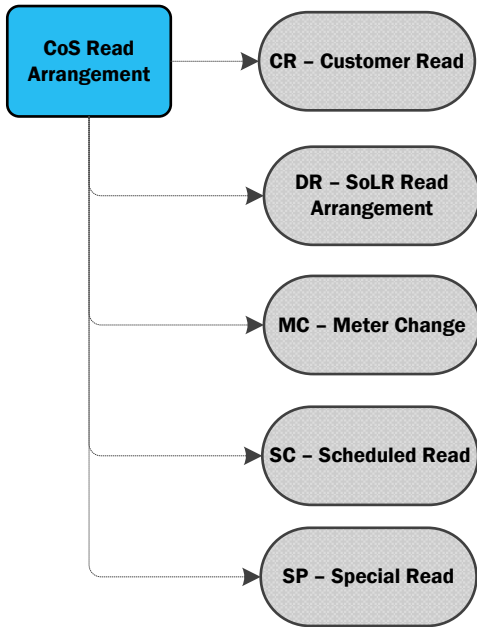 CoS Read
Arrangement
CR – Customer Read
DR – SoLR Read
Arrangement
MC – Meter Change
SC – Scheduled Read
SP – Special Read